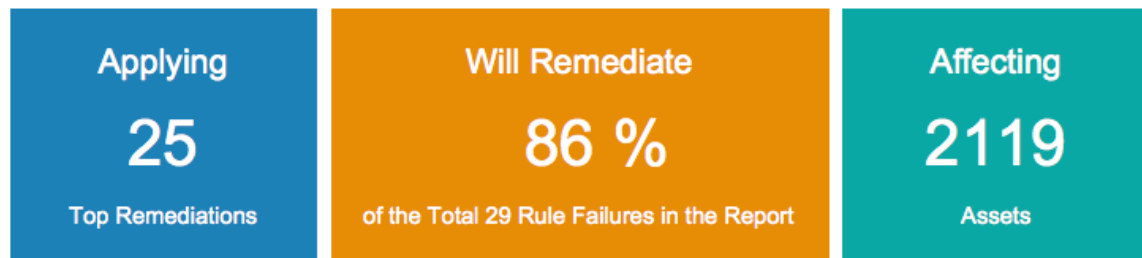 Applying
25
Top Remediations
Will Remediate
86 %
of the Total 29 Rule Failures in the Report
Affecting
2119
Assets